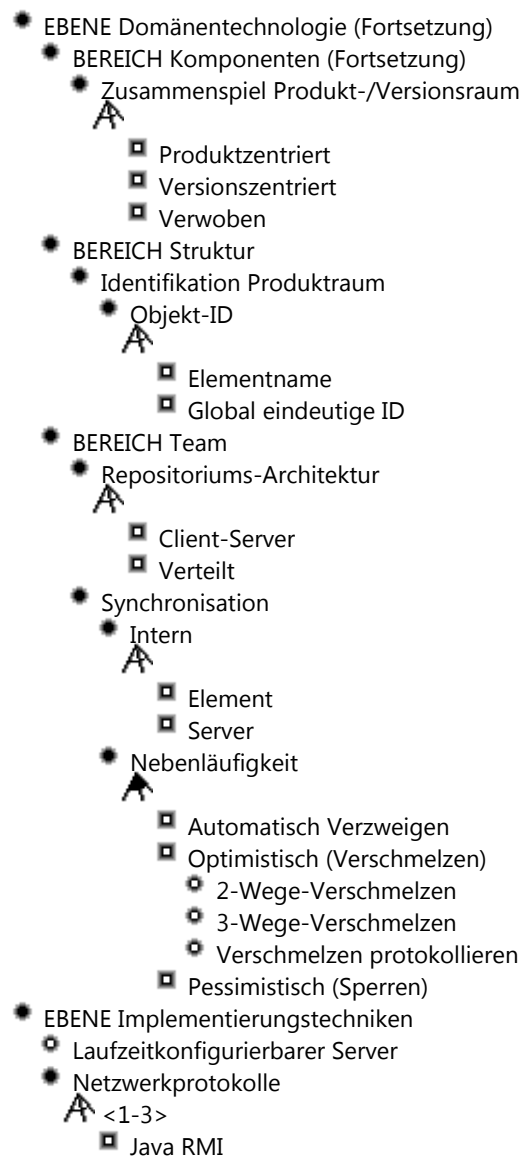 EBENE Domänentechnologie (Fortsetzung)
BEREICH Komponenten (Fortsetzung)
Zusammenspiel Produkt-/Versionsraum
Produktzentriert
Versionszentriert
Verwoben
BEREICH Struktur
Identifikation Produktraum
Objekt-ID
Elementname
Global eindeutige ID
BEREICH Team
Repositoriums-Architektur
Client-Server
Verteilt
Synchronisation
Intern
Element
Server
Nebenläufigkeit
Automatisch Verzweigen
Optimistisch (Verschmelzen)
2-Wege-Verschmelzen
3-Wege-Verschmelzen
Verschmelzen protokollieren
Pessimistisch (Sperren)
EBENE Implementierungstechniken
Laufzeitkonfigurierbarer Server
Netzwerkprotokolle
<1-3>
Java RMI